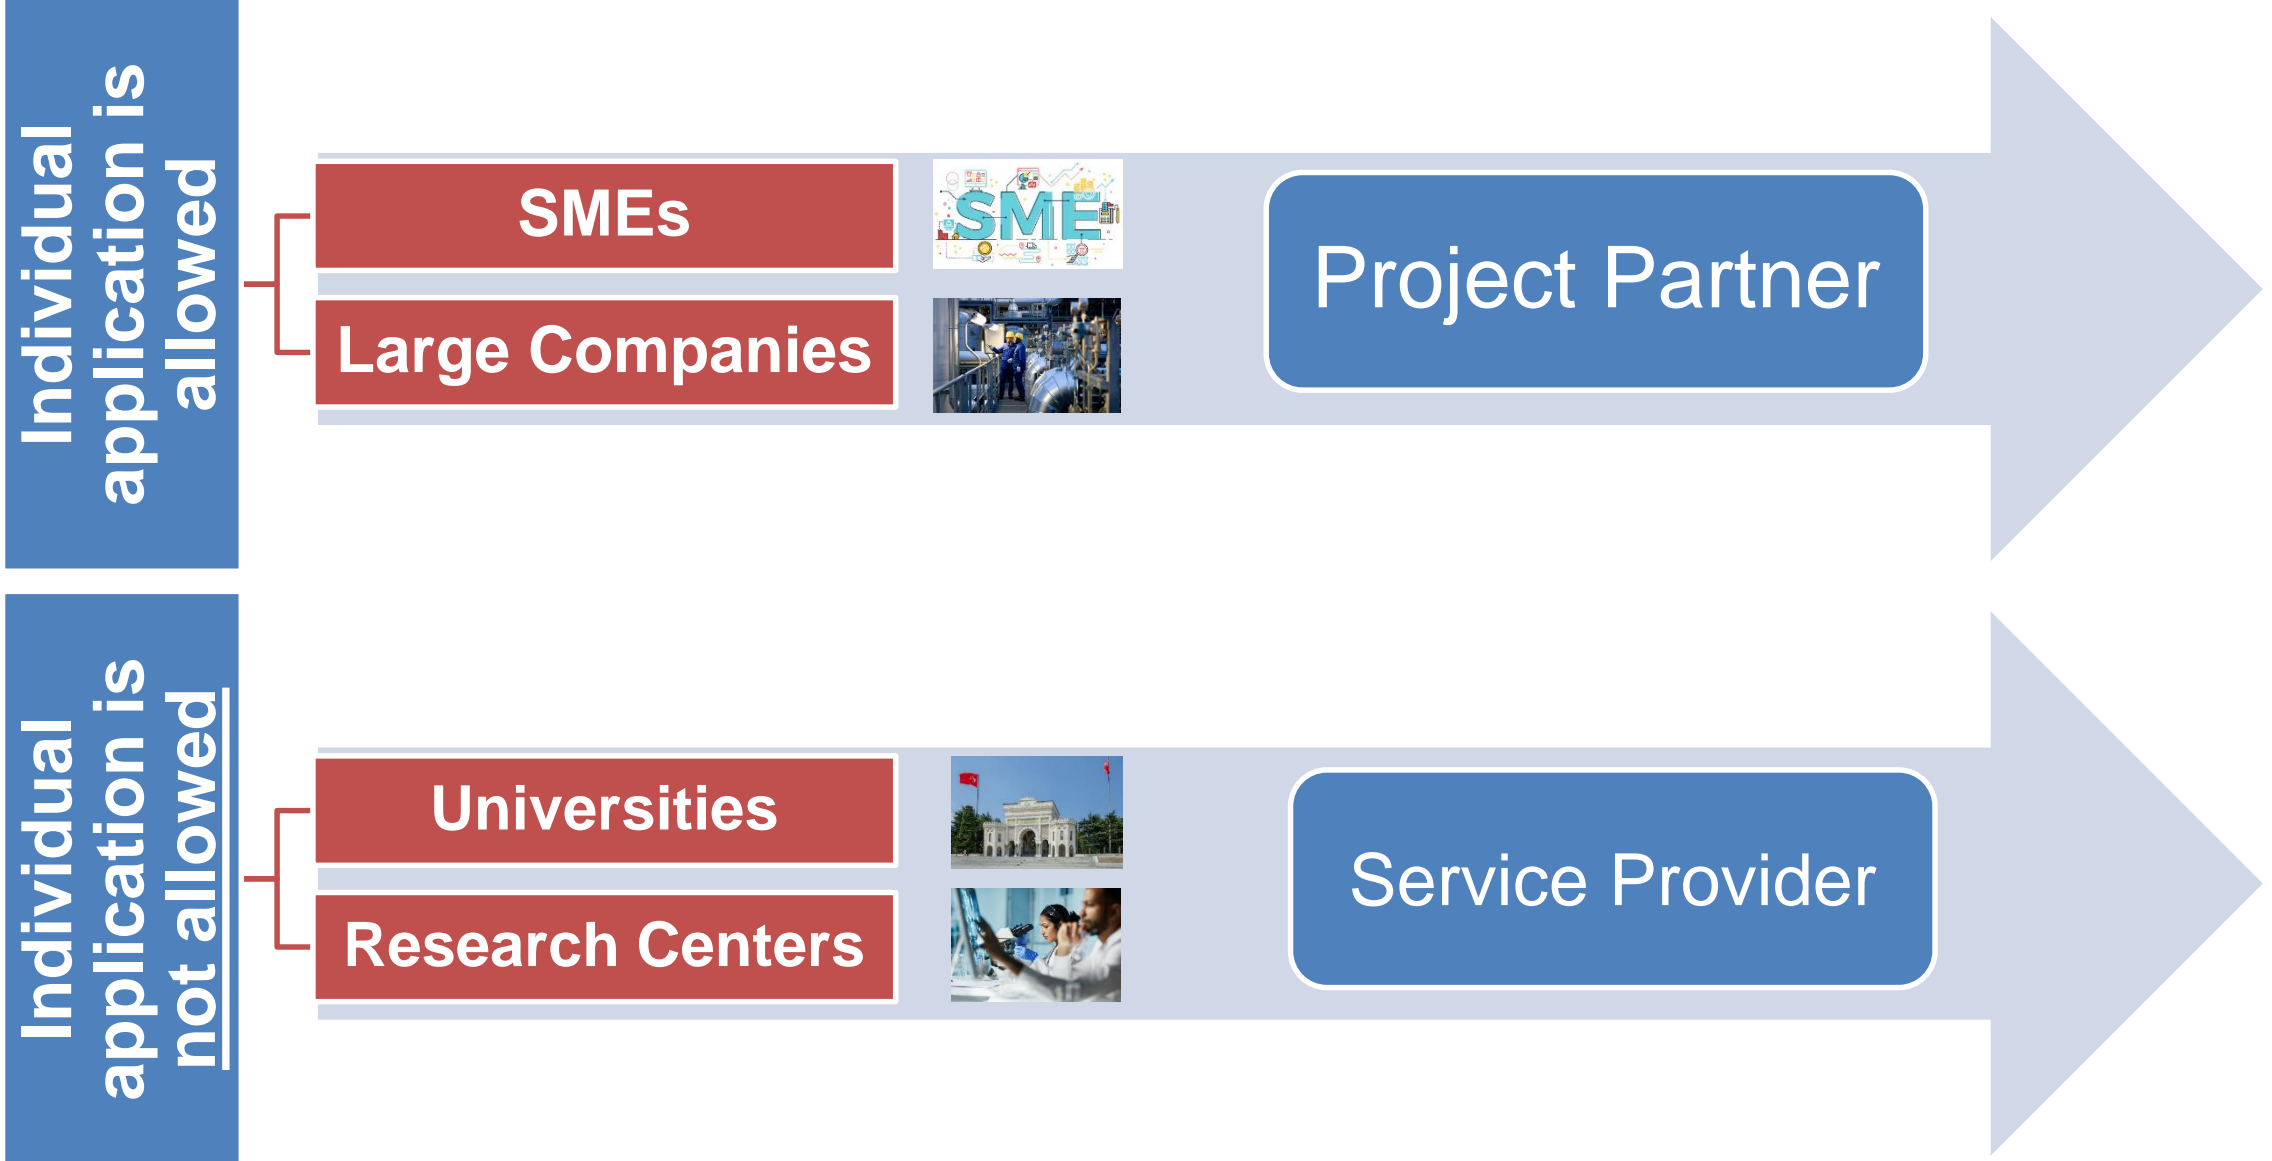 Individual
application is
allowed
SMEs
SME
Large Companies
Project Partner
Individual
application is
not allowed
Universities
Research Centers
Service Provider